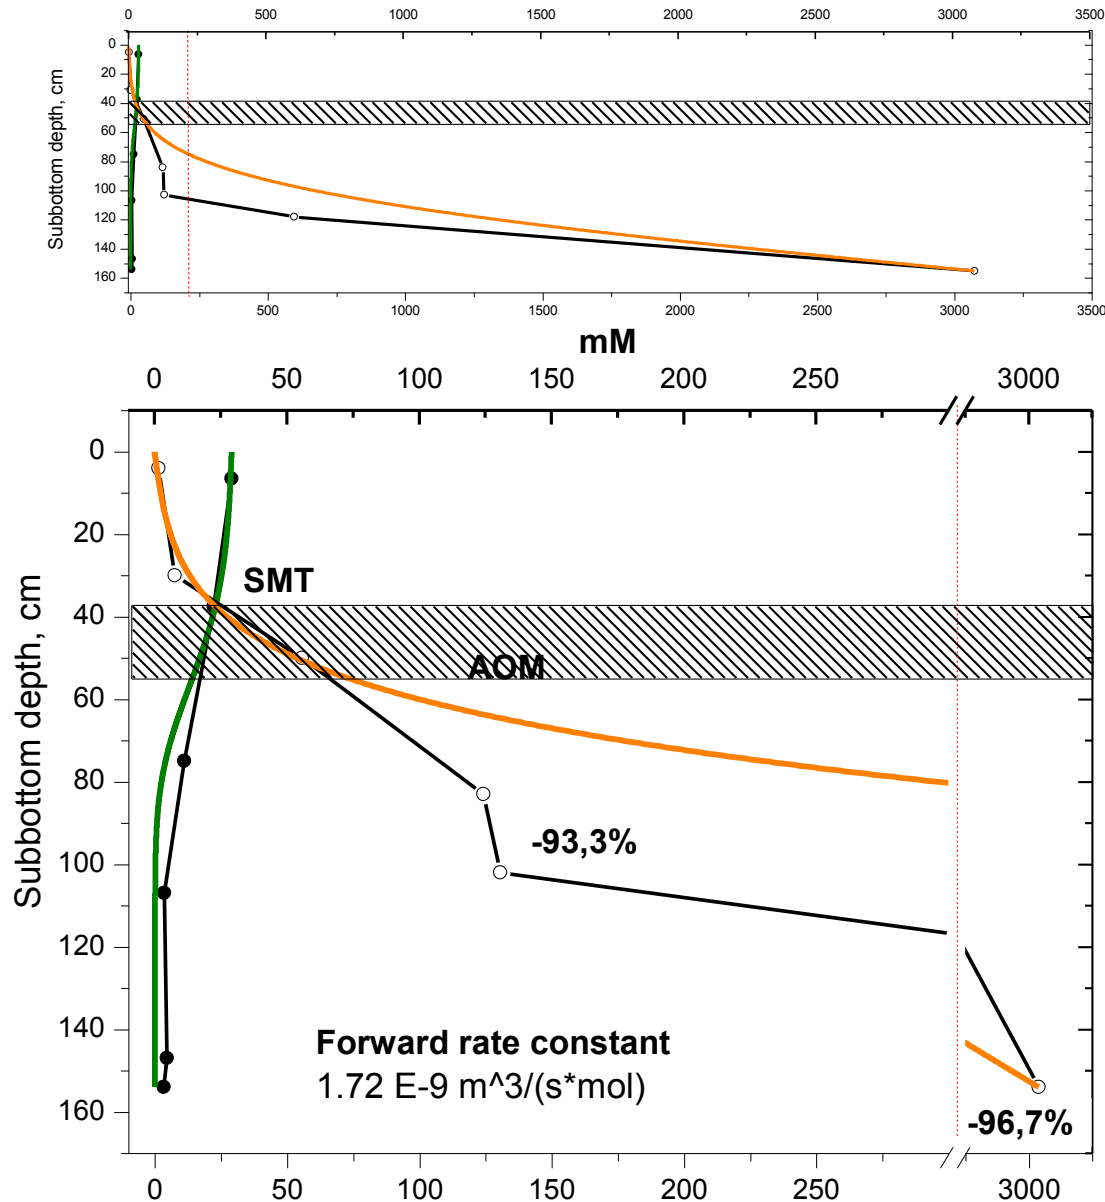 0 500 1000 1500 2000 2500 3000 3500
0
20
40
60
80
100
120
140
160
Subbottom depth, cm
0 500 1000 1500 2000 2500 3000 3500
mM
0 50 100 150 200 250 3000
0
20
40
60
80
100
120
140
160
Subbottom depth, cm
SMT
AOM
-93,3%
Forward rate constant
1.72 E-9 m^3/(s*mol)
-96,7%
0 50 100 150 200 250 3000